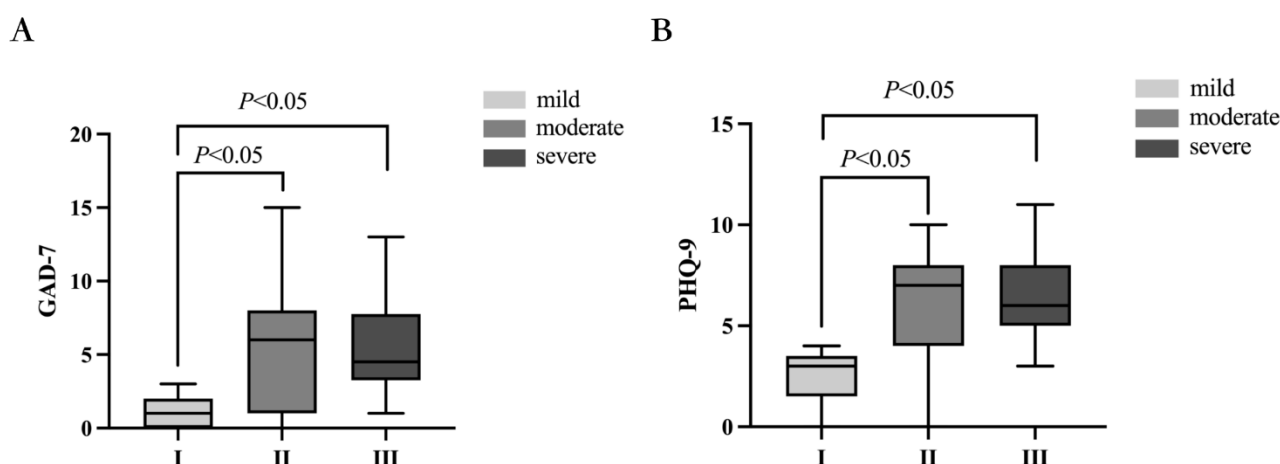 A
P<0.05
P<0.05
mild
moderate
severe
20
15
10
5
0
GAD-7
I
II
III
B
P<0.05
P<0.05
mild
moderate
severe
15
10
5
0
PHQ-9
I
II
III